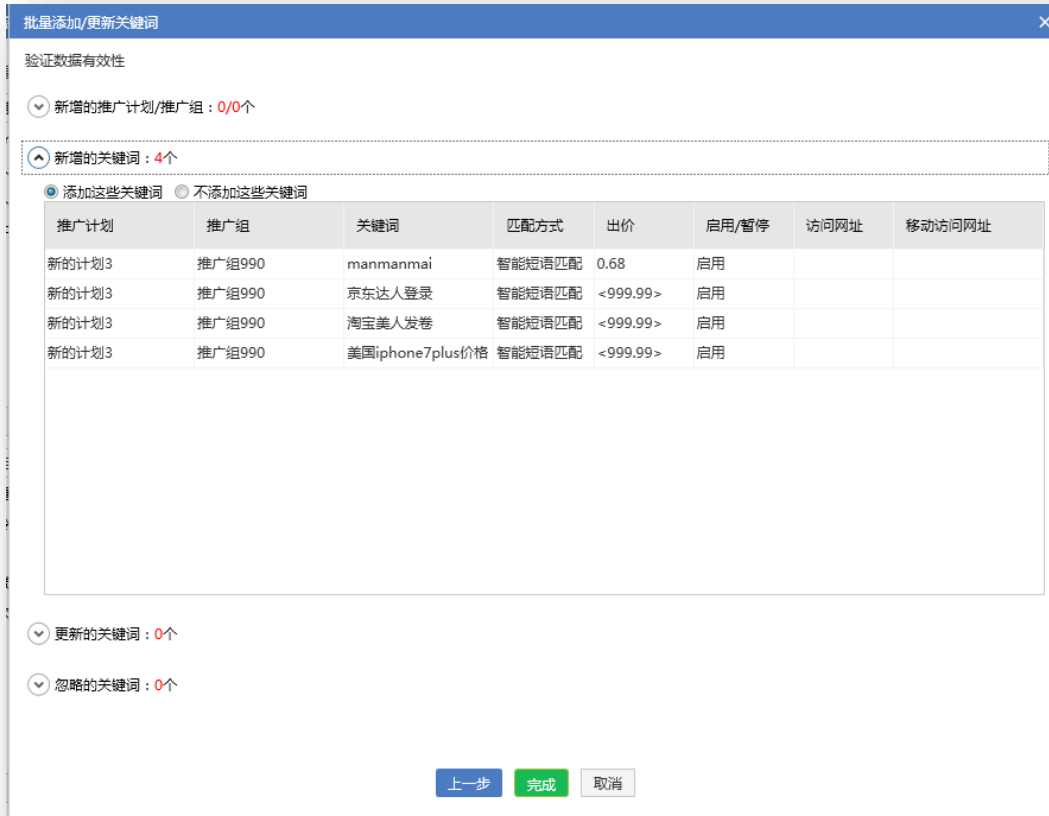 批量添加/更新关键词
验证数据有效性
新增的推广计划/推广组：0/0个
新增的关键词：4个
添加这些关键词 不添加这些关键词
推广计划 推广组 关键词 匹配方式 出价 启用/暂停 访问网址 移动访问网址
新的计划3 推广组990 manmanmai 智能短语匹配 0.68 启用
新的计划3 推广组990 京东达人登录 智能短语匹配 <999.99> 启用
新的计划3 推广组990 淘宝美人发卷 智能短语匹配 <999.99> 启用
新的计划3 推广组990 美国iphone7plus价格 智能短语匹配 <999.99> 启用
更新的关键词：0个
忽略的关键词：0个
上一步 完成 取消